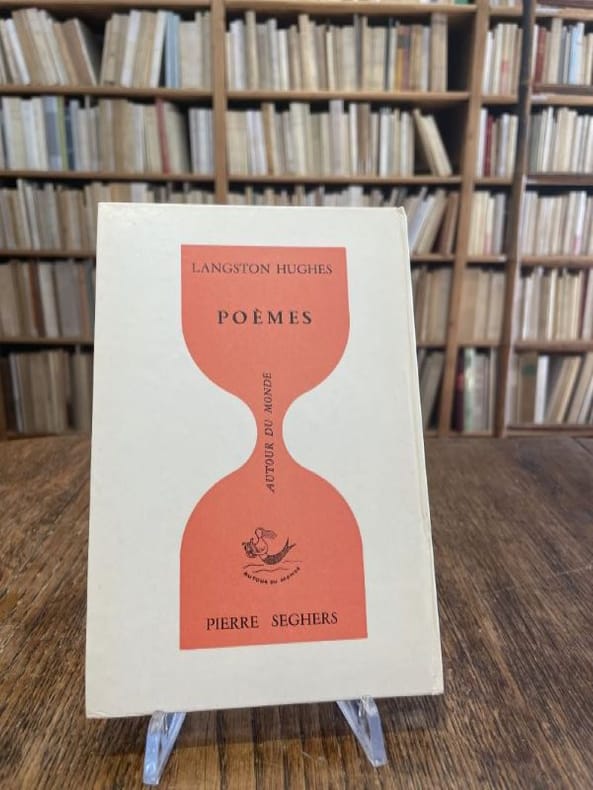 LANGSTON HUGHES
POÈMES
AUTOUR DU MONDE
AUTOUR DU MONDE
PIERRE SEGHERS